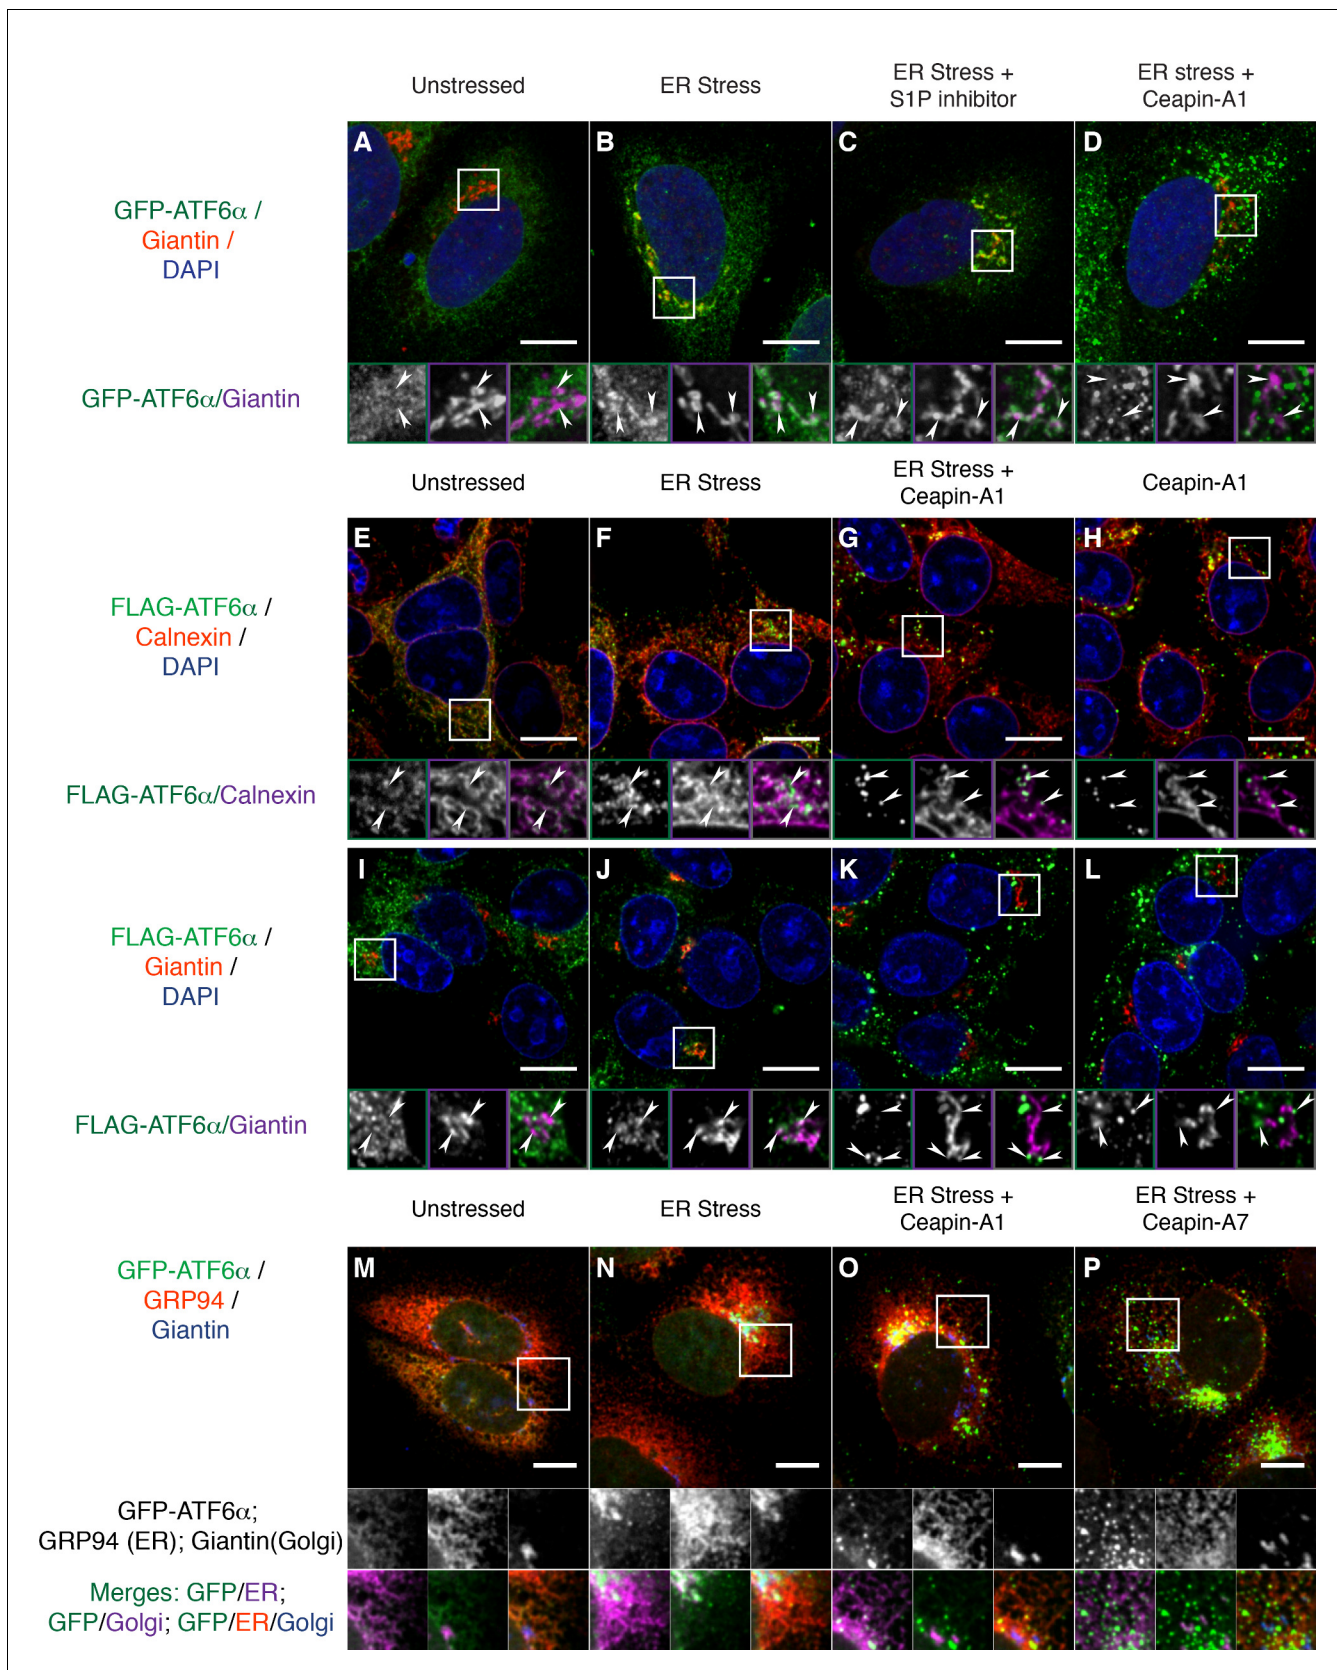 Unstressed
ER Stress
ER Stress +
S1P inhibitor
ER stress +
Ceapin-A1
A
B
C
D
GFP-ATF6α /
Giantin /
DAPI
GFP-ATF6α/Giantin
Unstressed
ER Stress
ER Stress +
Ceapin-A1
Ceapin-A1
E
F
G
H
FLAG-ATF6α /
Calnexin /
DAPI
FLAG-ATF6α/Calnexin
I
J
K
L
FLAG-ATF6α /
Giantin /
DAPI
FLAG-ATF6α/Giantin
Unstressed
ER Stress
ER Stress +
Ceapin-A1
ER Stress +
Ceapin-A7
M
N
O
P
GFP-ATF6α /
GRP94 /
Giantin
GFP-ATF6α;
GRP94 (ER); Giantin(Golgi)
Merges: GFP/ER;
GFP/Golgi; GFP/ER/Golgi